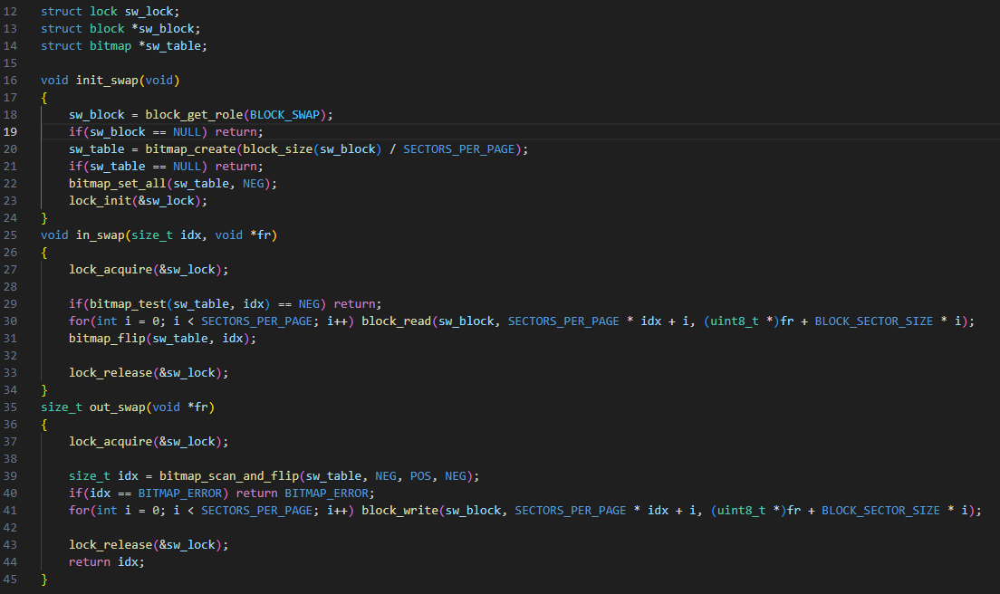 12 struct lock sw_lock;
13 struct block *sw_block;
14 struct bitmap *sw_table;
15
16 void init_swap(void)
17 {
18     sw_block = block_get_role(BLOCK_SWAP);
19     if(sw_block == NULL) return;
20     sw_table = bitmap_create(block_size(sw_block) / SECTORS_PER_PAGE);
21     if(sw_table == NULL) return;
22     bitmap_set_all(sw_table, NEG);
23     lock_init(&sw_lock);
24 }
25 void in_swap(size_t idx, void *fr)
26 {
27     lock_acquire(&sw_lock);
28
29     if(bitmap_test(sw_table, idx) == NEG) return;
30     for(int i = 0; i < SECTORS_PER_PAGE; i++) block_read(sw_block, SECTORS_PER_PAGE * idx + i, (uint8_t *)fr + BLOCK_SECTOR_SIZE * i);
31     bitmap_flip(sw_table, idx);
32
33     lock_release(&sw_lock);
34 }
35 size_t out_swap(void *fr)
36 {
37     lock_acquire(&sw_lock);
38
39     size_t idx = bitmap_scan_and_flip(sw_table, NEG, POS, NEG);
40     if(idx == BITMAP_ERROR) return BITMAP_ERROR;
41     for(int i = 0; i < SECTORS_PER_PAGE; i++) block_write(sw_block, SECTORS_PER_PAGE * idx + i, (uint8_t *)fr + BLOCK_SECTOR_SIZE * i);
42
43     lock_release(&sw_lock);
44     return idx;
45 }